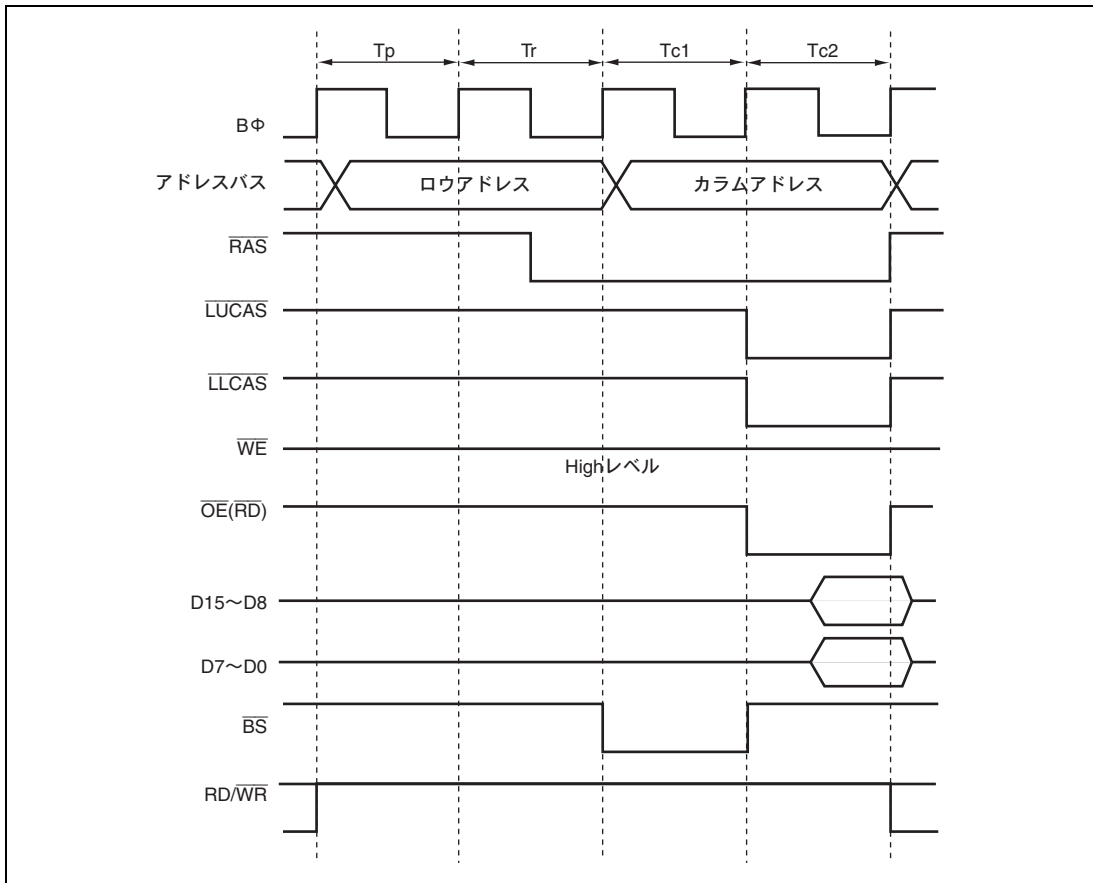 Tp Tr Tc1 Tc2
BΦ
アドレスバス ロウアドレス カラムアドレス
RAS
LUCAS
LLCAS
WE
Highレベル
OE(RD)
D15～D8
D7～D0
BS
RD/WR